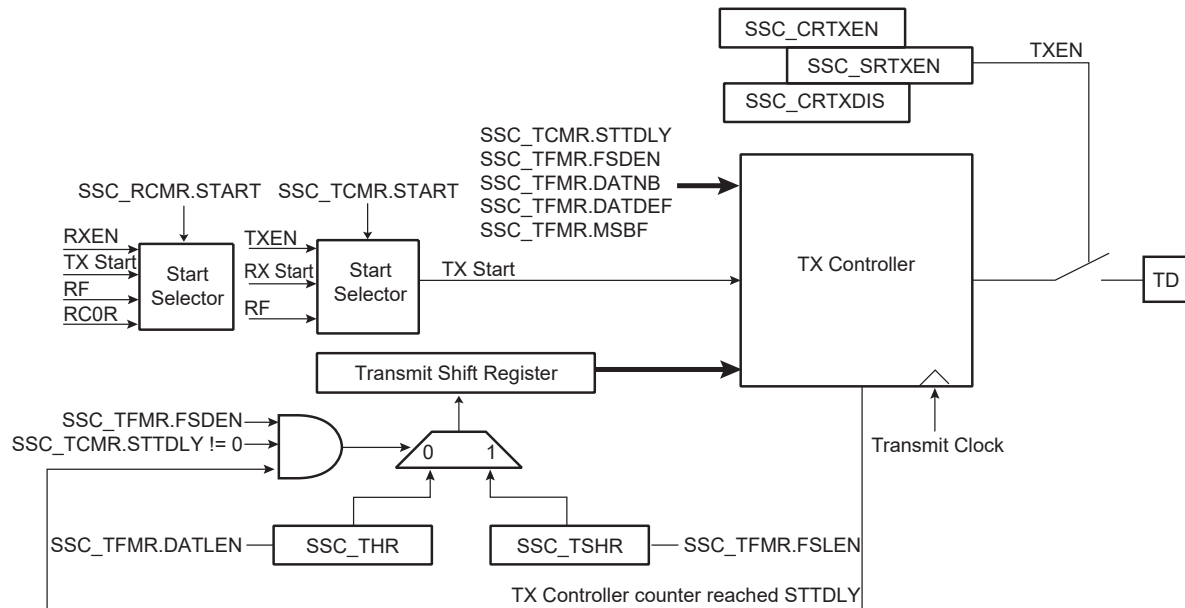 SSC_CRTXEN
SSC_SRTXEN
SSC_CRTXDIS
TXEN
SSC_TCMR.STTDLY
SSC_TFMR.FSDEN
SSC_TFMR.DATNB
SSC_TFMR.DATDEF
SSC_TFMR.MSBF
SSC_RCMR.START
SSC_TCMR.START
RXEN
TX Start
RF
RC0R
Start
Selector
TXEN
RX Start
RF
Start
Selector
TX Start
TX Controller
TD
Transmit Shift Register
Transmit Clock
SSC_TFMR.FSDEN
SSC_TCMR.STTDLY != 0
0
1
SSC_TFMR.DATLEN
SSC_THR
SSC_TSHR
SSC_TFMR.FSLEN
TX Controller counter reached STTDLY